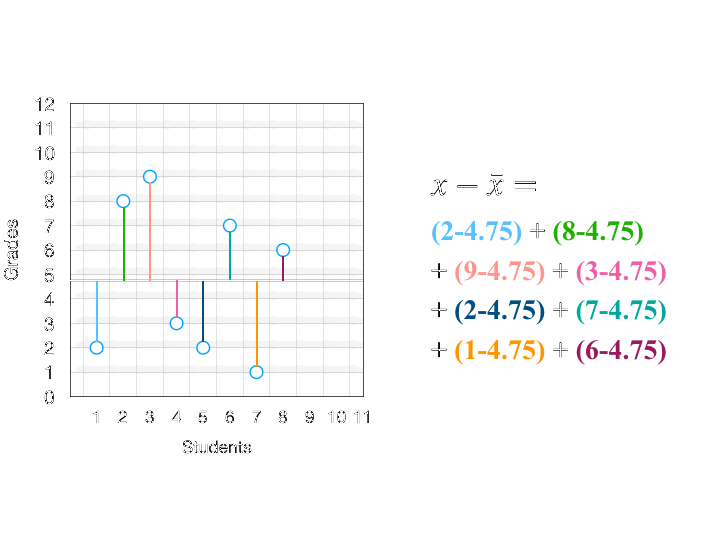 12
11
10
9
8
7
6
5
4
3
2
1
0
Grades
1 2 3 4 5 6 7 8 9 10 11
Students
x − x̄ =
(2-4.75) + (8-4.75)
+ (9-4.75) + (3-4.75)
+ (2-4.75) + (7-4.75)
+ (1-4.75) + (6-4.75)